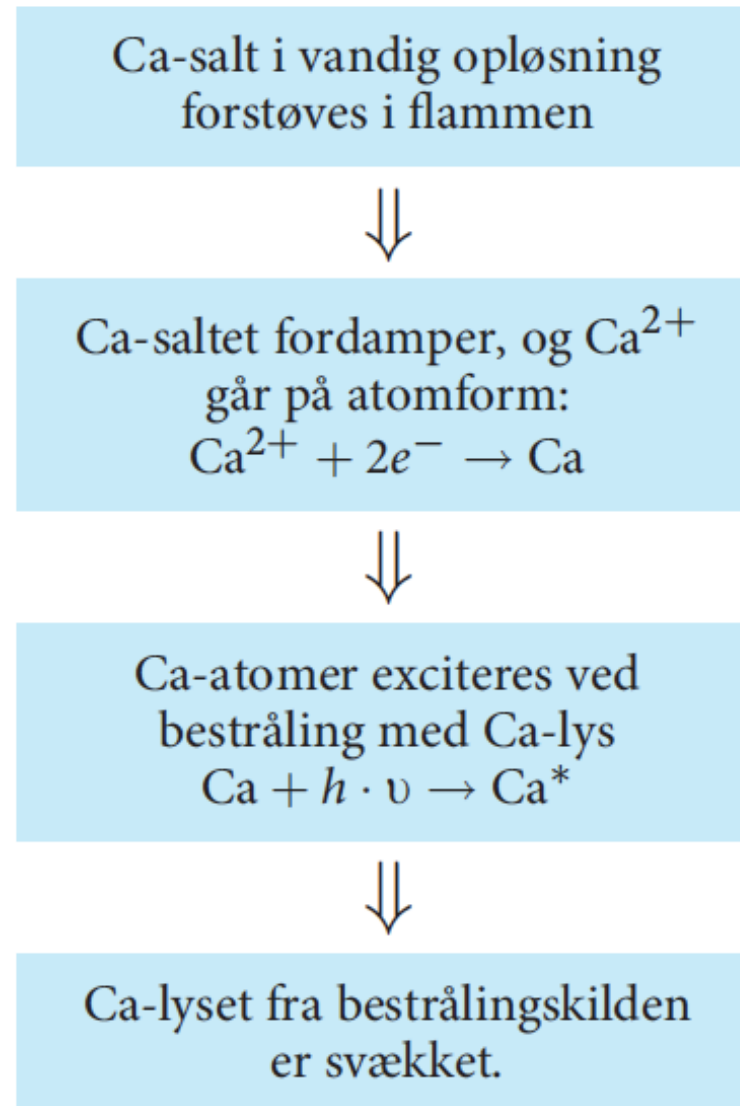 Ca-salt i vandig opløsning
forstøves i flammen
⇓
Ca-saltet fordamper, og Ca²⁺
går på atomform:
Ca²⁺ + 2e⁻ → Ca
⇓
Ca-atomer exciteres ved
bestråling med Ca-lys
Ca + h · υ → Ca*
⇓
Ca-lyset fra bestrålingskilden
er svækket.